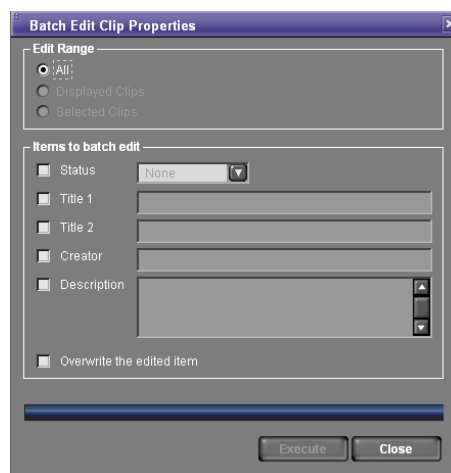 Batch Edit Clip Properties
Edit Range
All
Displayed Clips
Selected Clips
Items to batch edit
Status None
Title 1
Title 2
Creator
Description
Overwrite the edited item
Execute Close